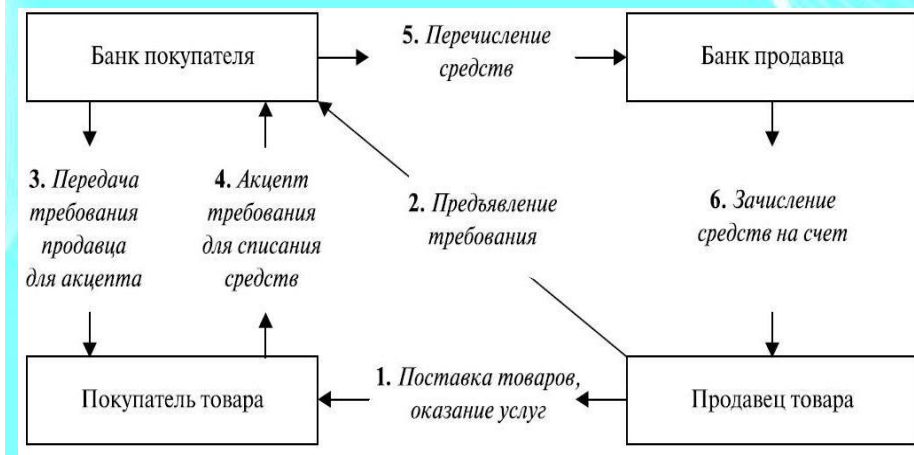 Банк покупателя
5. Перечисление
средств
Банк продавца
3. Передача
требования
продавца
для акцепта
4. Акцепт
требования
для списания
средств
2. Предъявление
требования
6. Зачисление
средств на счет
Покупатель товара
1. Поставка товаров,
оказание услуг
Продавец товара